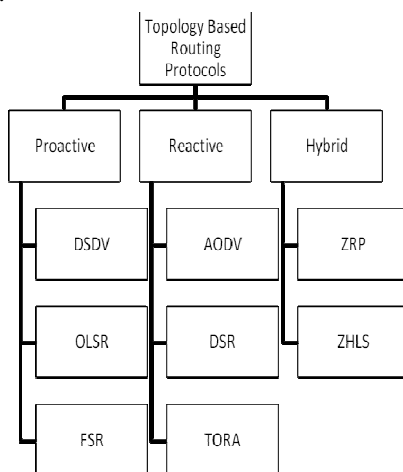 Topology Based
Routing
Protocols
Proactive
Reactive
Hybrid
DSDV
AODV
ZRP
OLSR
DSR
ZHLS
FSR
TORA